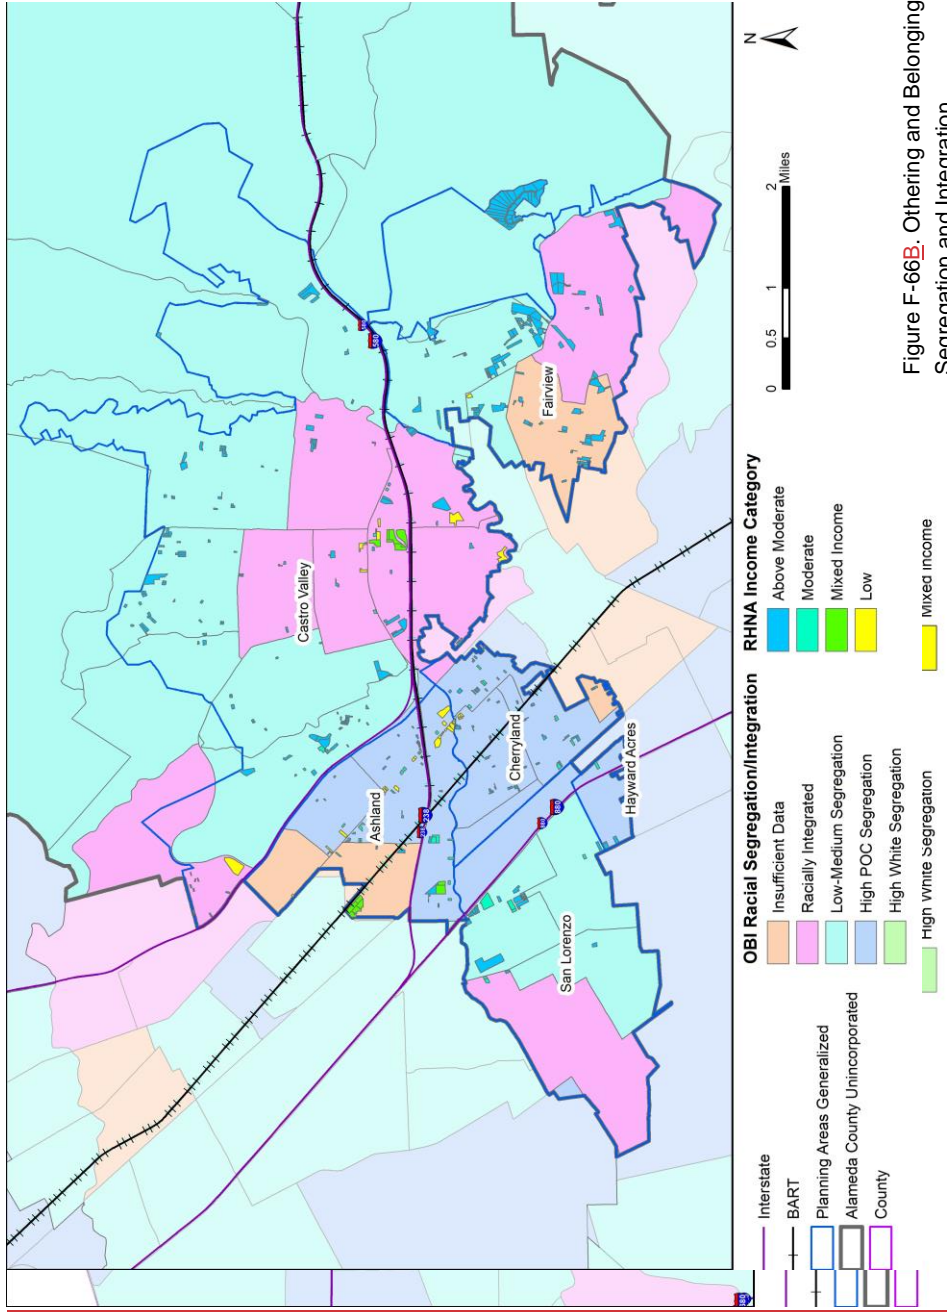 Castro Valley
Fairview
Ashland
Cherryland
Hayward Acres
San Lorenzo
580
238
880
N
0 0.5 1 2
Miles
Interstate
BART
Planning Areas Generalized
Alameda County Unincorporated
County
OBI Racial Segregation/Integration
Insufficient Data
Racially Integrated
Low-Medium Segregation
High POC Segregation
High White Segregation
High White Segregation
RHNA Income Category
Above Moderate
Moderate
Mixed Income
Low
Mixed Income
Figure F-66B. Othering and Belonging
Segregation and Integration